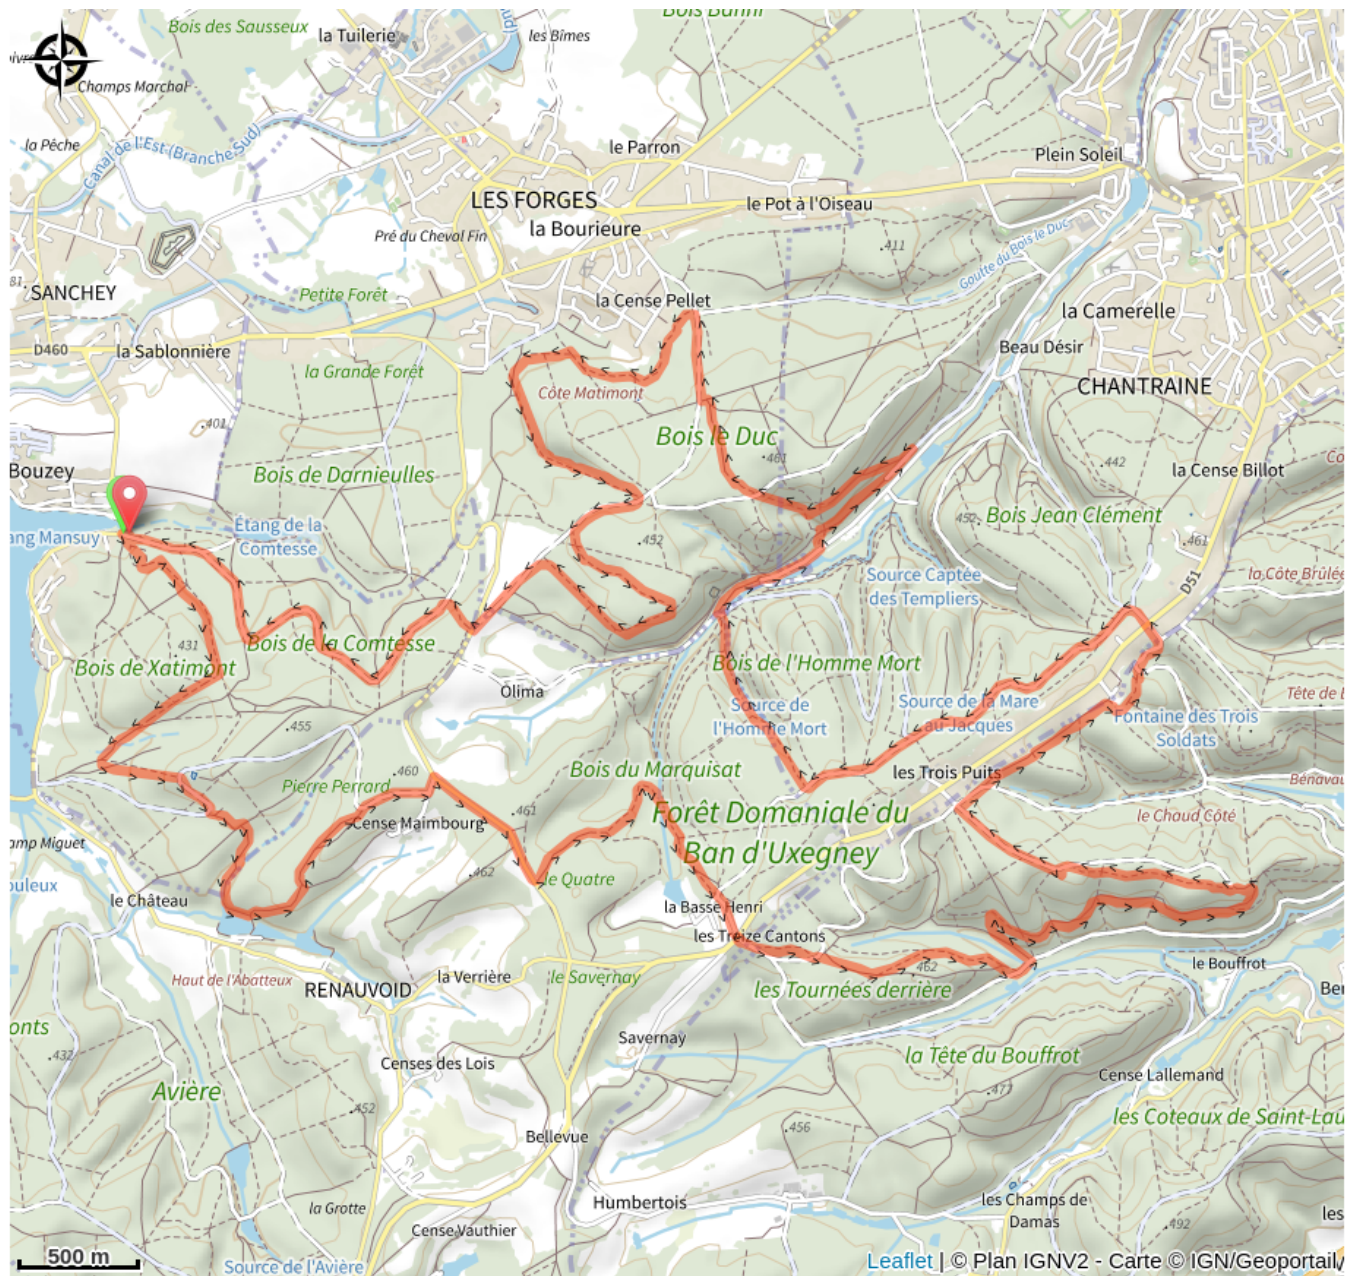 Bois des Sausseux
la Tuilerie
les Bîmes
Champs Marchal
la Pêche
Canal de l'Est (Branche Sud)
le Parron
Plein Soleil
LES FORGES
le Pot à l'Oiseau
la Bourieure
Pré du Cheval Fin
.411
Goutte du Bois le Duc
SANCHEY
Petite Forêt
la Cense Pellet
la Camerelle
D460
la Sablonnière
Beau Désir
la Grande Forêt
Côte Matimont
CHANTRAINE
.401
Bois le Duc
.461
.442
la Cense Billot
Bouzey
Bois de Darnieulles
Étang de la
Comtesse
.452
452
Bois Jean Clément
.461
ang Mansuy
Source Captée
des Templiers
D51
la Côte Brûlée
431
Bois de la Comtesse
Bois de Xatimont
Olima
Bois de l'Homme Mort
Source de
l'Homme Mort
Source de la Mare
au Jacques
Tête de
Fontaine des Trois
Soldats
.455
.460
Pierre Perrard
Bois du Marquisat
les Trois Puits
Cense Maimbourg
.461
Forêt Domaniale du
Ban d'Uxegney
le Chaud Côté
amp Miguet
.462
le Quatre
ouleux
le Château
la Basse Henri
les Treize Cantons
.462
le Bouffrot
Haut de l'Abatteux
RENAUVOID
la Verrière
le Savernay
les Tournées derrière
Ber
onts
.432
Savernay
Censes des Lois
la Tête du Bouffrot
Cense Lallemand
Avière
.452
.477
.456
les Coteaux de Saint-Lau
Bellevue
la Grotte
Humbertois
les Champs de
Damas
.492
les
Cense Vauthier
500 m
Source de l'Avière
Leaflet | © Plan IGNV2 - Carte © IGN/Geoportail/